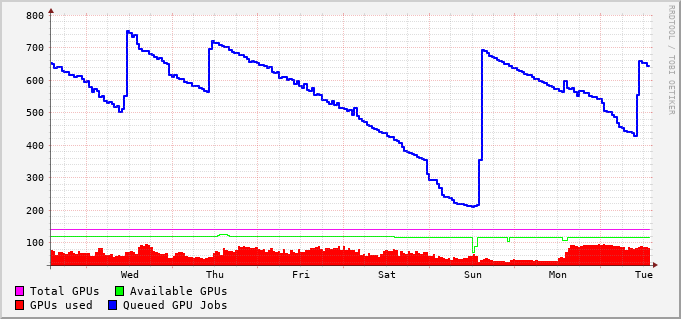 800
700
600
500
400
300
200
100
Wed Thu Fri Sat Sun Mon Tue
Total GPUs Available GPUs
GPUs used Queued GPU Jobs
RRDTOOL / TOBI OETIKER